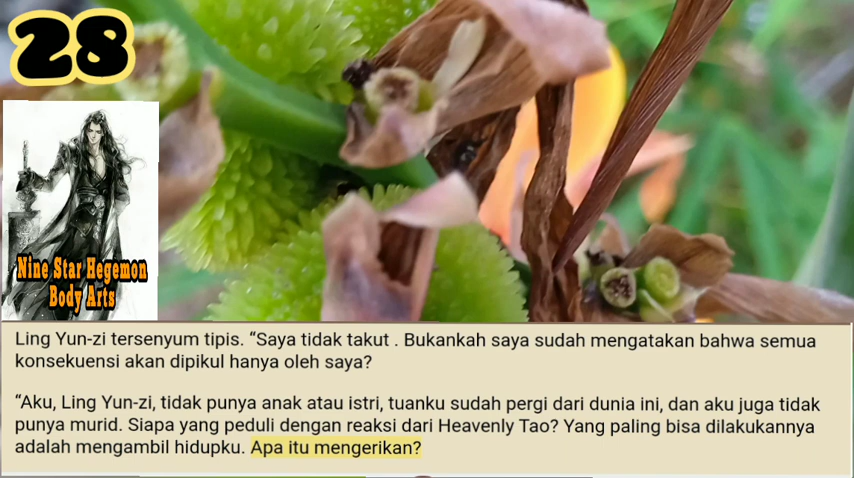 28
Nine Star Hegemon
Body Arts
Ling Yun-zi tersenyum tipis. “Saya tidak takut . Bukankah saya sudah mengatakan bahwa semua
konsekuensi akan dipikul hanya oleh saya?
“Aku, Ling Yun-zi, tidak punya anak atau istri, tuanku sudah pergi dari dunia ini, dan aku juga tidak
punya murid. Siapa yang peduli dengan reaksi dari Heavenly Tao? Yang paling bisa dilakukannya
adalah mengambil hidupku. Apa itu mengerikan?